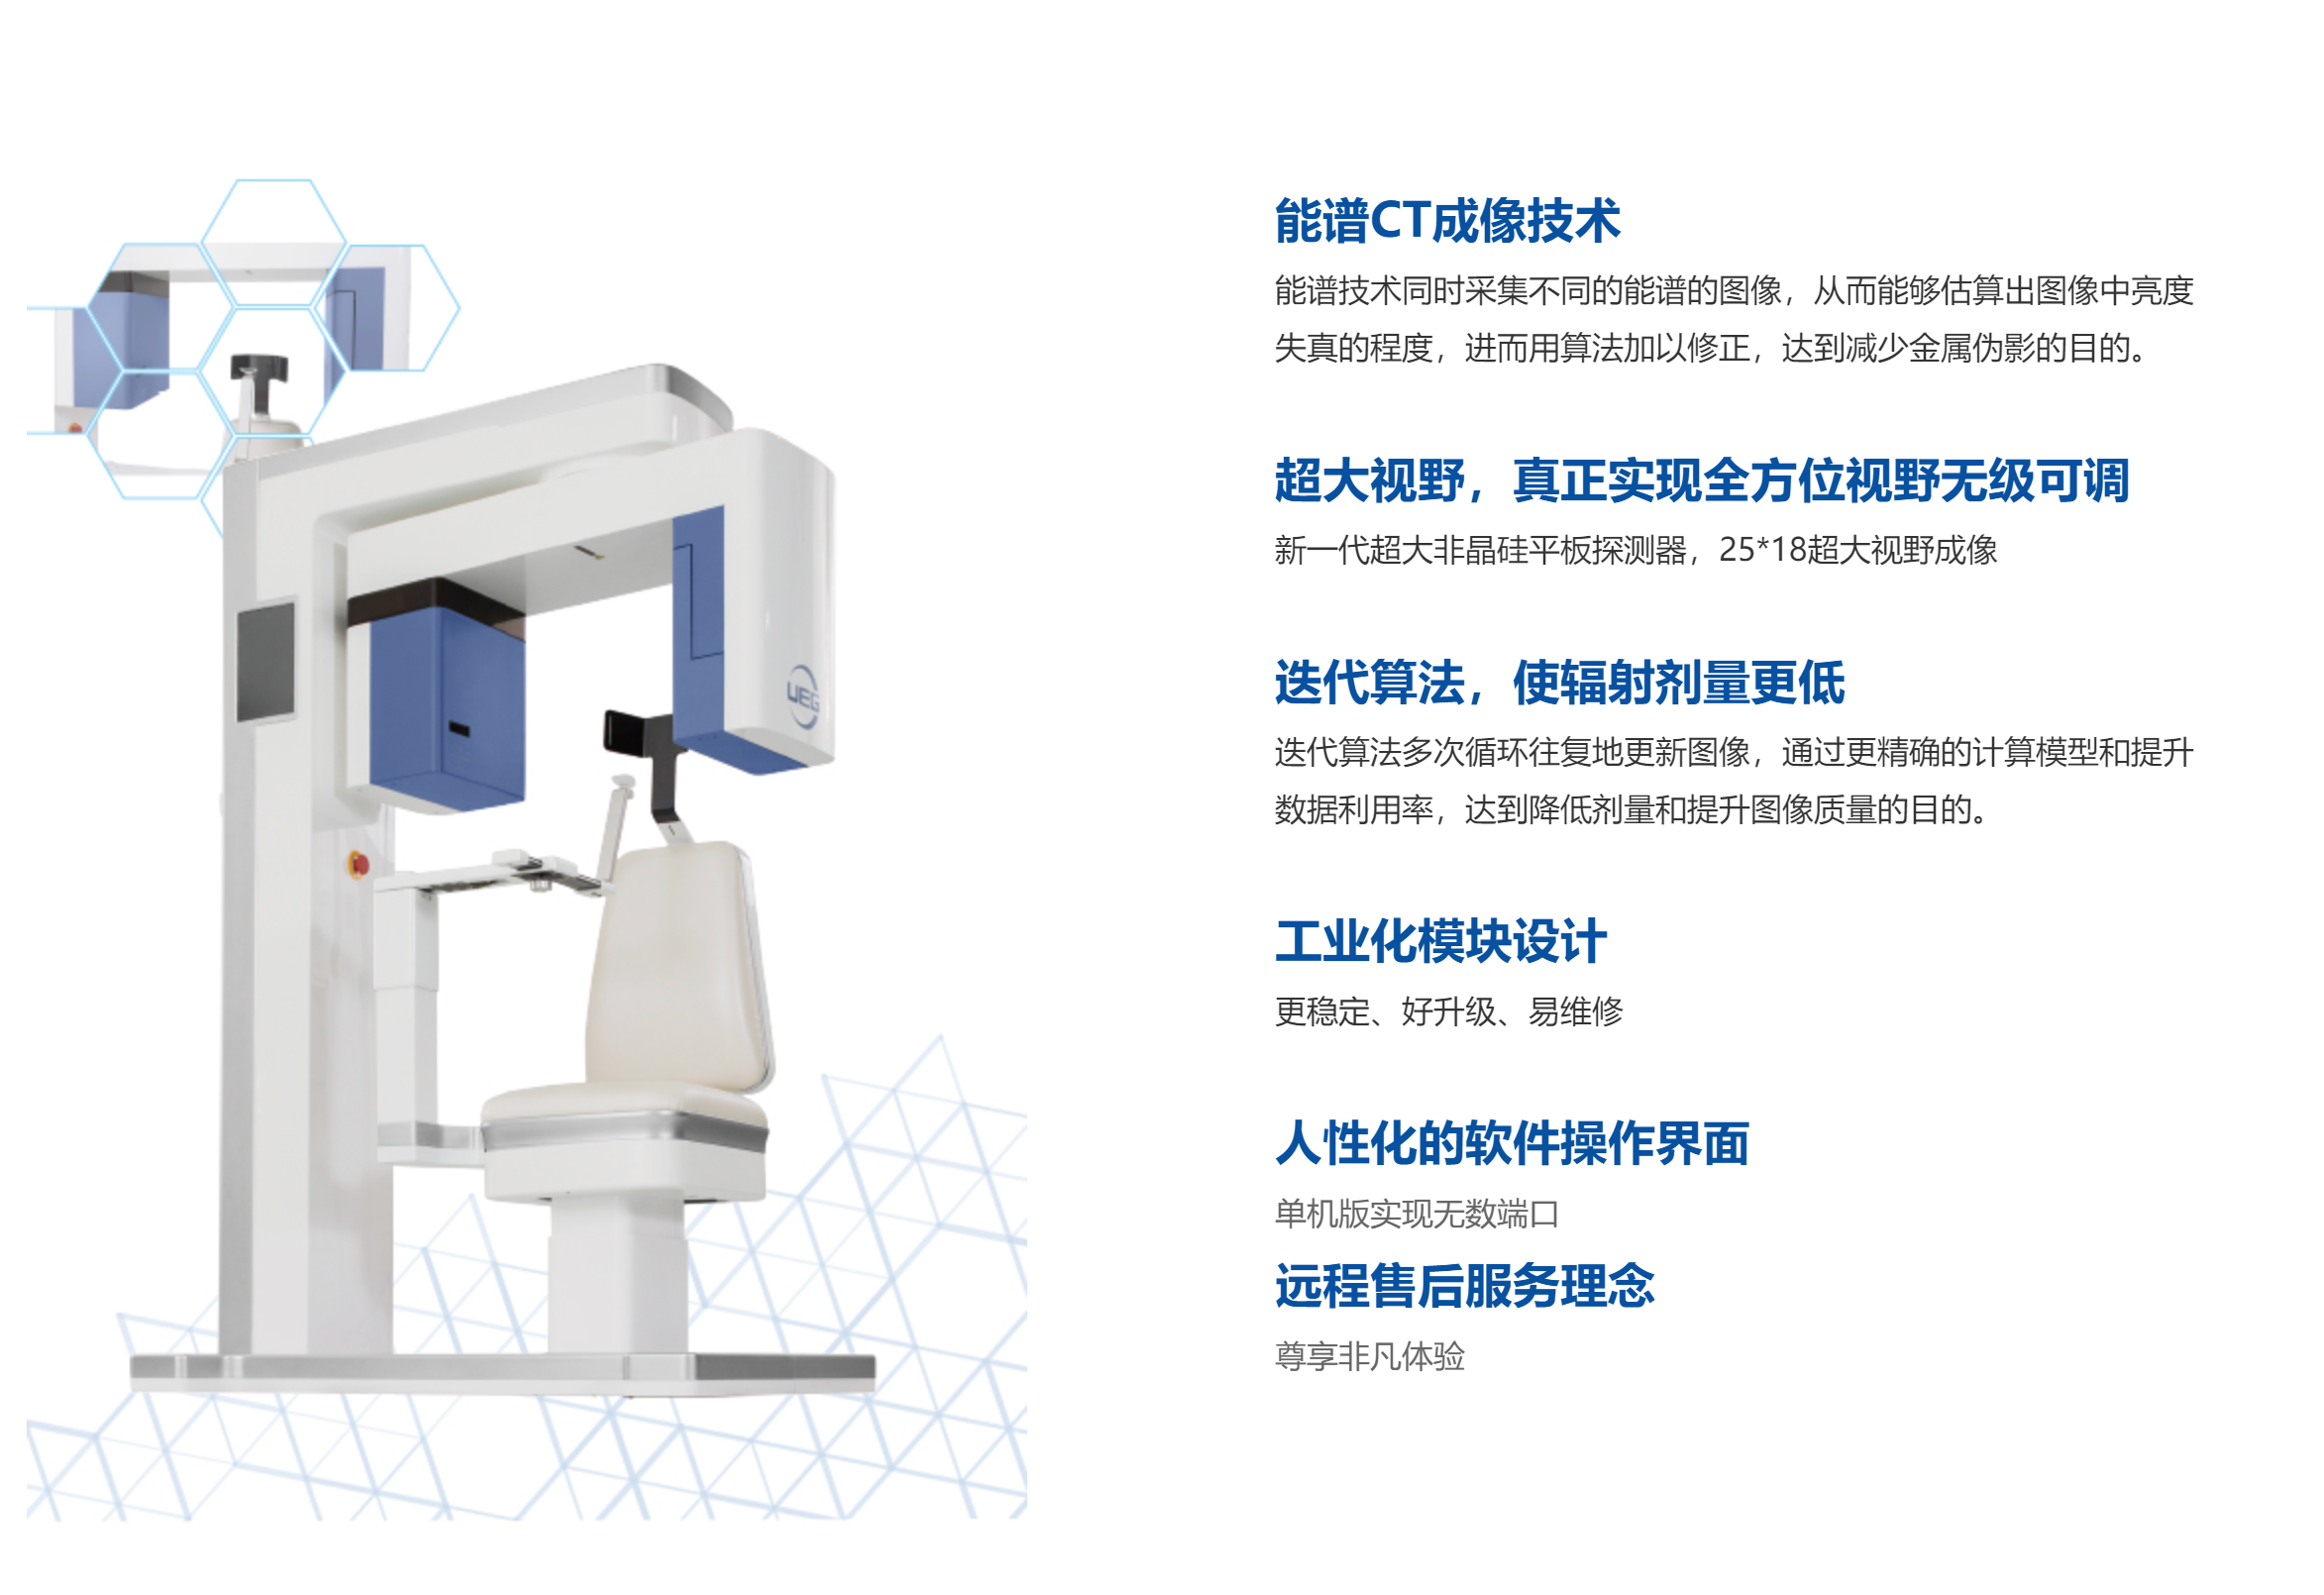 能谱CT成像技术
能谱技术同时采集不同的能谱的图像，从而能够估算出图像中亮度
失真的程度，进而用算法加以修正，达到减少金属伪影的目的。
超大视野，真正实现全方位视野无级可调
新一代超大非晶硅平板探测器，25*18超大视野成像
迭代算法，使辐射剂量更低
迭代算法多次循环往复地更新图像，通过更精确的计算模型和提升
数据利用率，达到降低剂量和提升图像质量的目的。
工业化模块设计
更稳定、好升级、易维修
人性化的软件操作界面
单机版实现无数端口
远程售后服务理念
尊享非凡体验
UEG